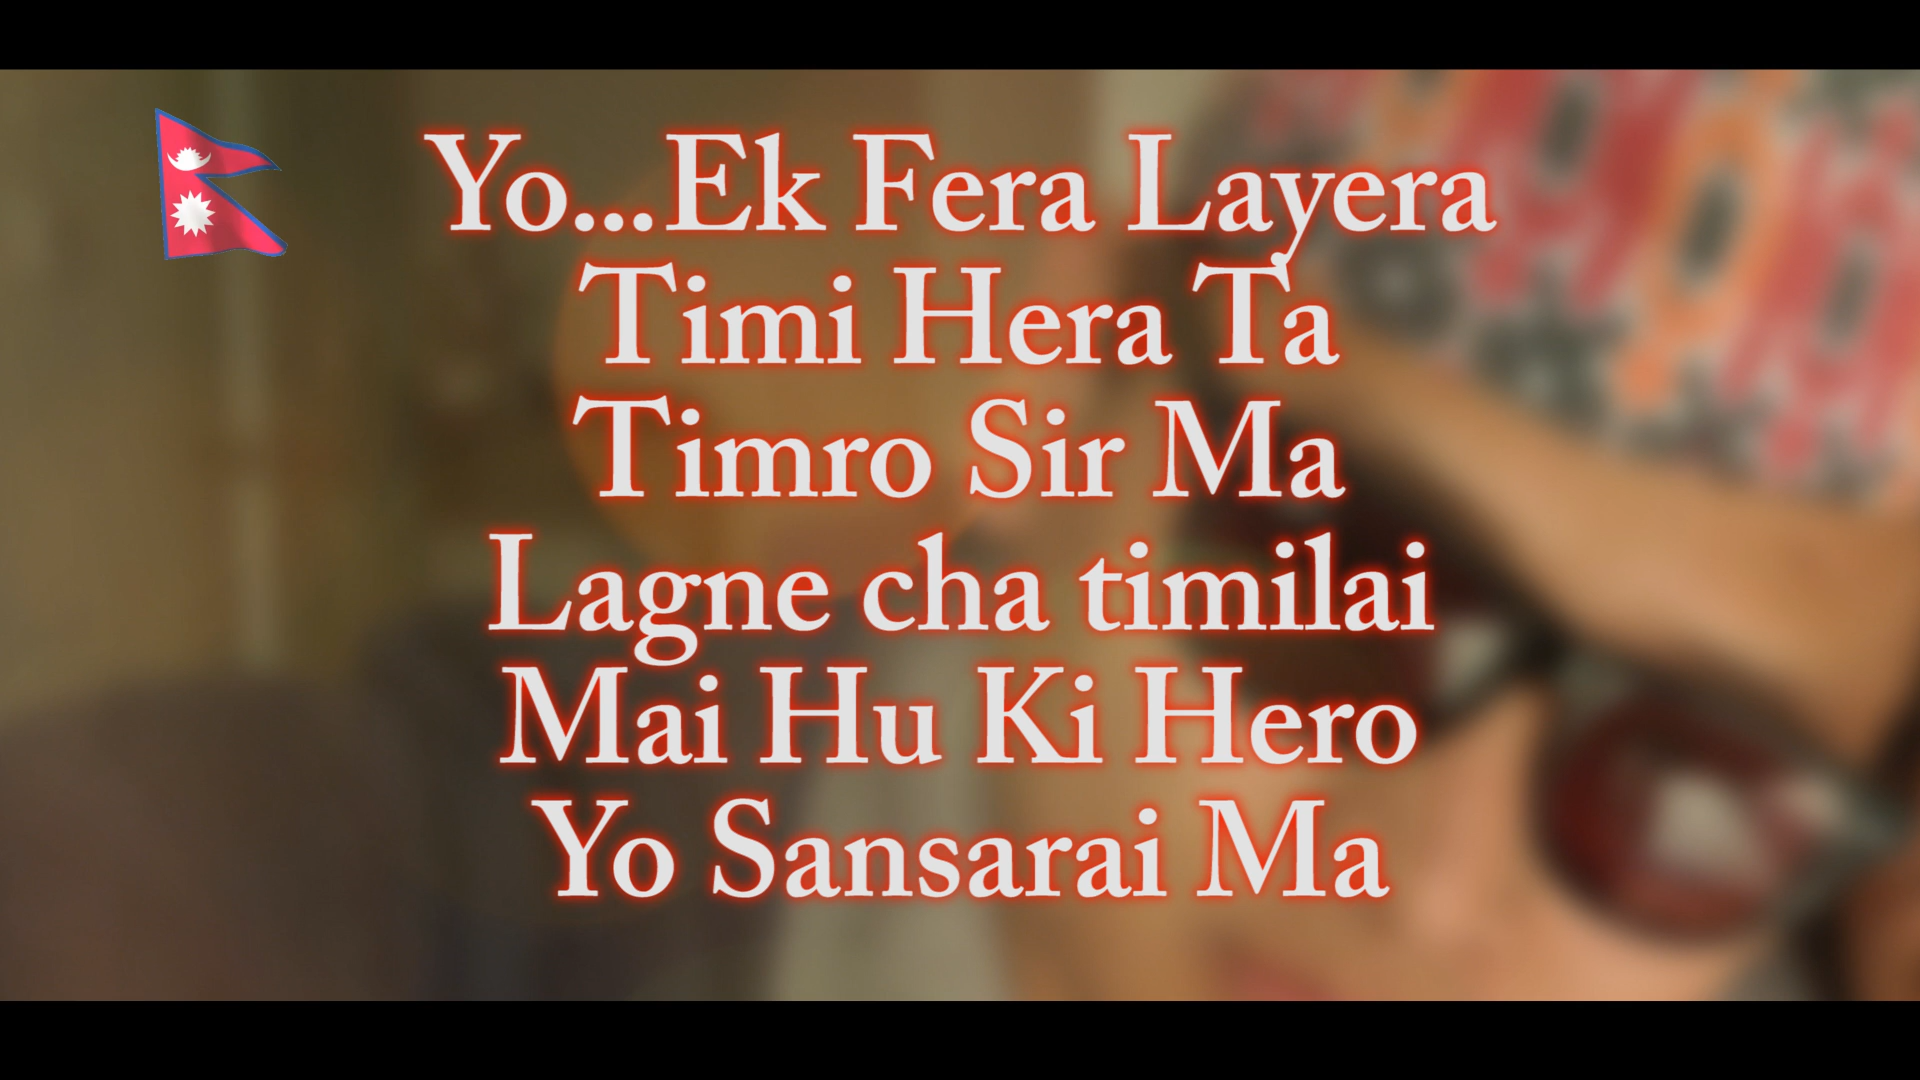 Yo...Ek Fera Layera
Timi Hera Ta
Timro Sir Ma
Lagne cha timilai
Mai Hu Ki Hero
Yo Sansarai Ma